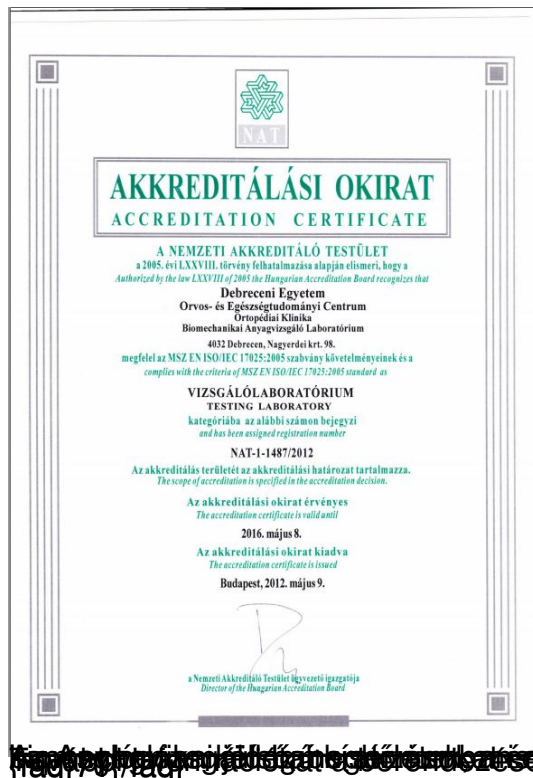 NAT
AKKREDITÁLÁSI OKIRAT
ACCREDITATION CERTIFICATE
A NEMZETI AKKREDITÁLÓ TESTÜLET
a 2005. évi LXXVIII. törvény felhatalmazása alapján elismeri, hogy a
Authorized by the law LXXVIII of 2005 the Hungarian Accreditation Board recognizes that
Debreceni Egyetem
Orvos- és Egészségtudományi Centrum
Ortopédiai Klinika
Biomechanikai Anyagvizsgáló Laboratórium
4032 Debrecen, Nagyerdei krt. 98.
megfelel az MSZ EN ISO/IEC 17025:2005 szabvány követelményeinek és a
complies with the criteria of MSZ EN ISO/IEC 17025:2005 standard as
VIZSGÁLÓLABORATÓRIUM
TESTING LABORATORY
kategóriába az alábbi számon bejegyzi
and has been assigned registration number
NAT-1-1487/2012
Az akkreditálás területét az akkreditálási határozat tartalmazza.
The scope of accreditation is specified in the accreditation decision.
Az akkreditálási okirat érvényes
The accreditation certificate is valid until
2016. május 8.
Az akkreditálási okirat kiadva
The accreditation certificate is issued
Budapest, 2012. május 9.
a Nemzeti Akkreditáló Testület ügyvezető igazgatója
Director of the Hungarian Accreditation Board